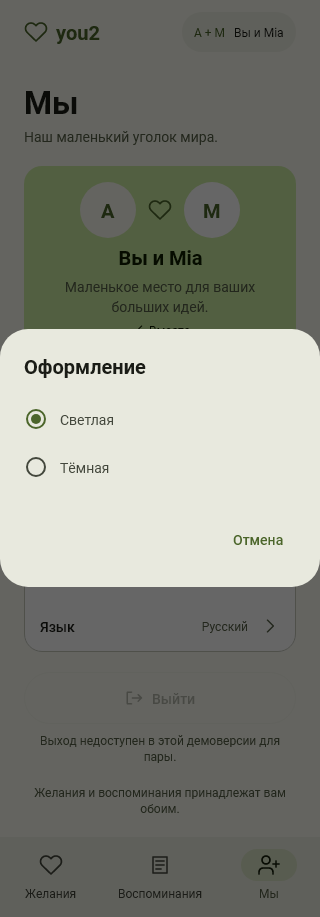 you2
A + M Вы и Mia
Мы
Наш маленький уголок мира.
A
M
Вы и Mia
Маленькое место для ваших
больших идей.
Оформление
Светлая
Тёмная
Отмена
Язык
Русский
Выйти
Выход недоступен в этой демоверсии для
пары.
Желания и воспоминания принадлежат вам
обоим.
Желания
Воспоминания
Мы